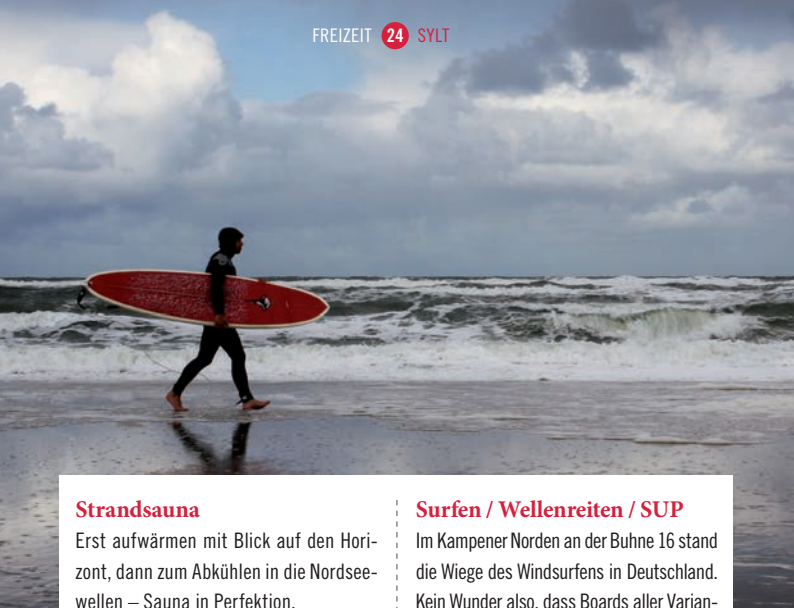 FREIZEIT 24 SYLT
Strandsauna
Erst aufwärmen mit Blick auf den Hori-
zont, dann zum Abkühlen in die Nordsee-
wellen – Sauna in Perfektion.
Surfen / Wellenreiten / SUP
Im Kampener Norden an der Buhne 16 stand
die Wiege des Windsurfens in Deutschland.
Kein Wunder also, dass Boards aller Varian-